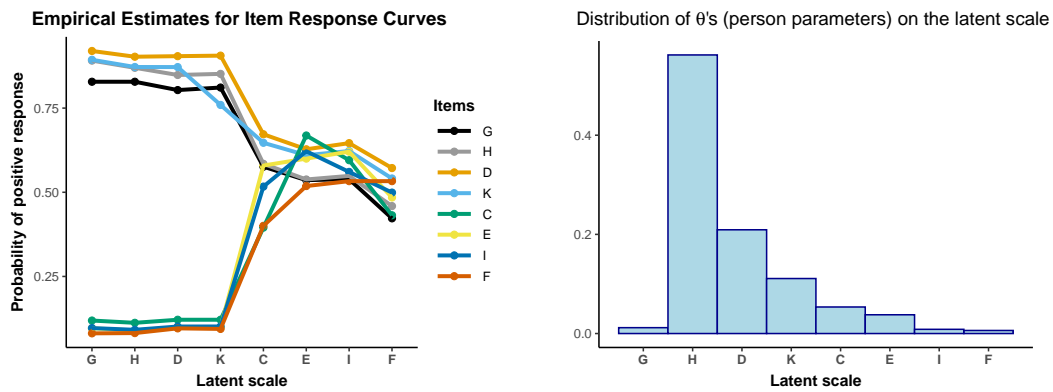 Empirical Estimates for Item Response Curves
Probability of positive response
0.75
0.50
0.25
G H D K C E I F
Latent scale
Items
G
H
D
K
C
E
I
F
Distribution of θ's (person parameters) on the latent scale
0.4
0.2
0.0
G H D K C E I F
Latent scale